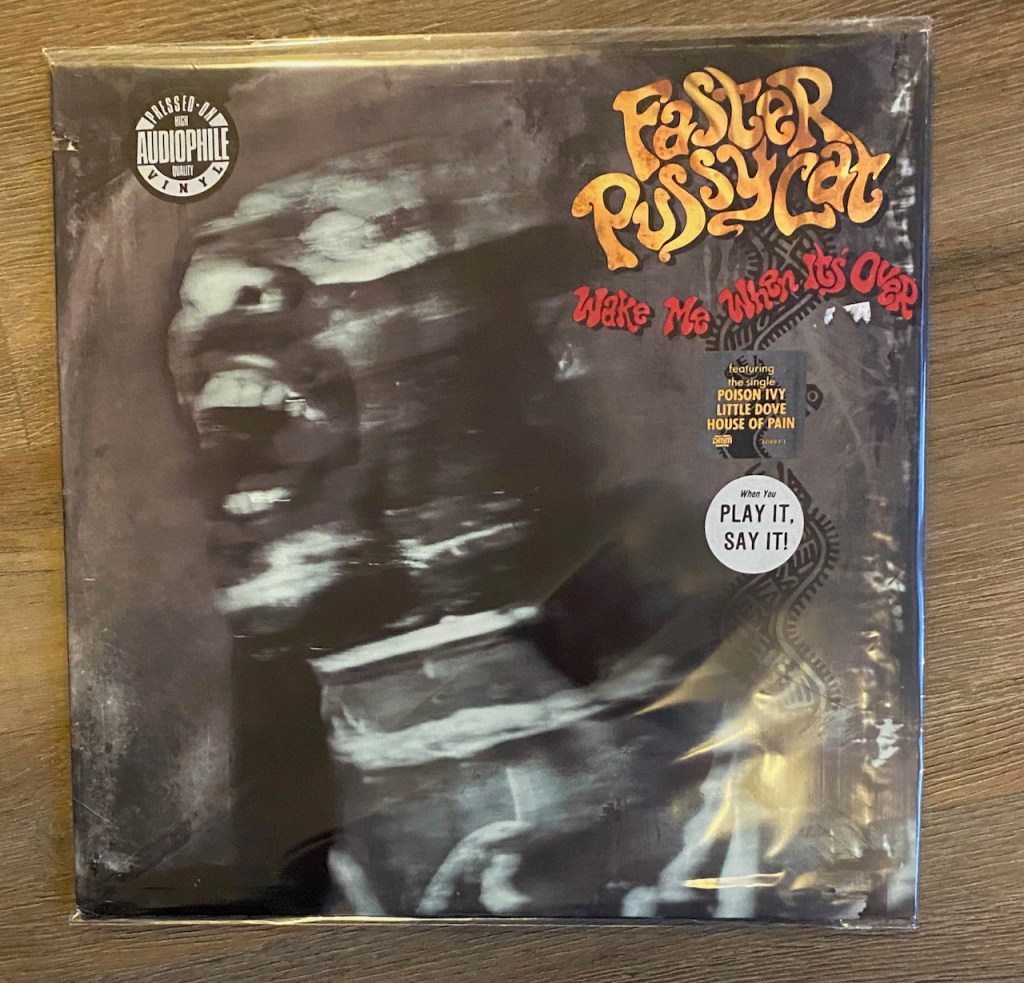 PRESSED·ON
HIGH
AUDIOPHILE
QUALITY
VINYL
FASTER
PUSSYCAT
WAKE ME WHEN IT'S OVER
featuring
the single
POISON IVY
LITTLE DOVE
HOUSE OF PAIN
DMM
When You
PLAY IT,
SAY IT!